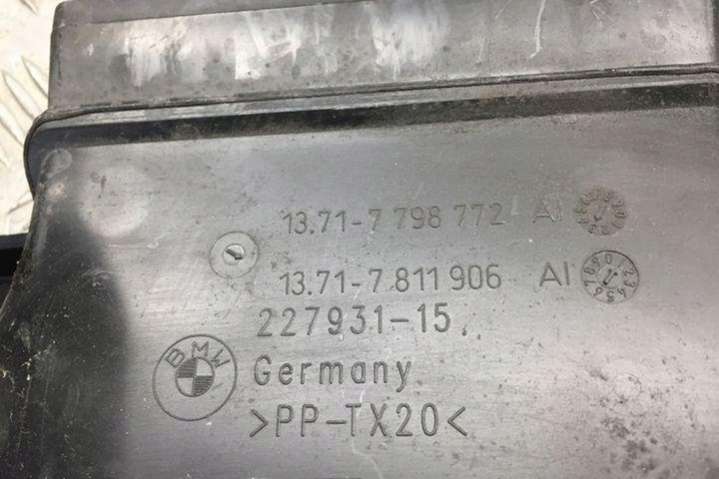 13.71-7 798 772 AI
13.71-7.811 906 AI
227931-15
BMW
Germany
>PP-TX20<